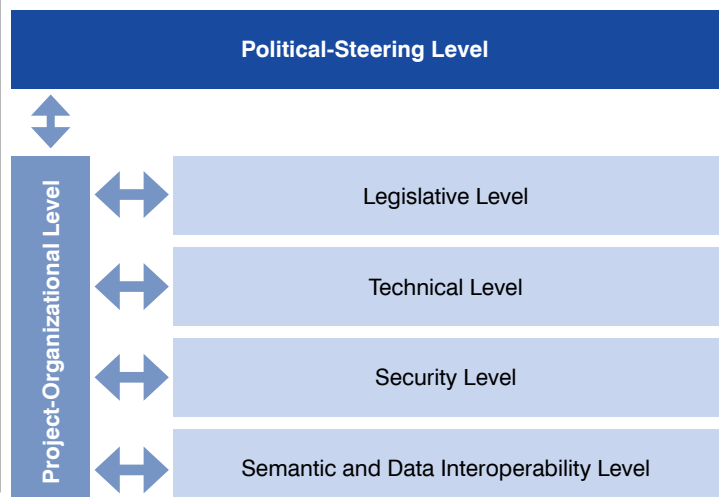 Political-Steering Level
Project-Organizational Level
Legislative Level
Technical Level
Security Level
Semantic and Data Interoperability Level